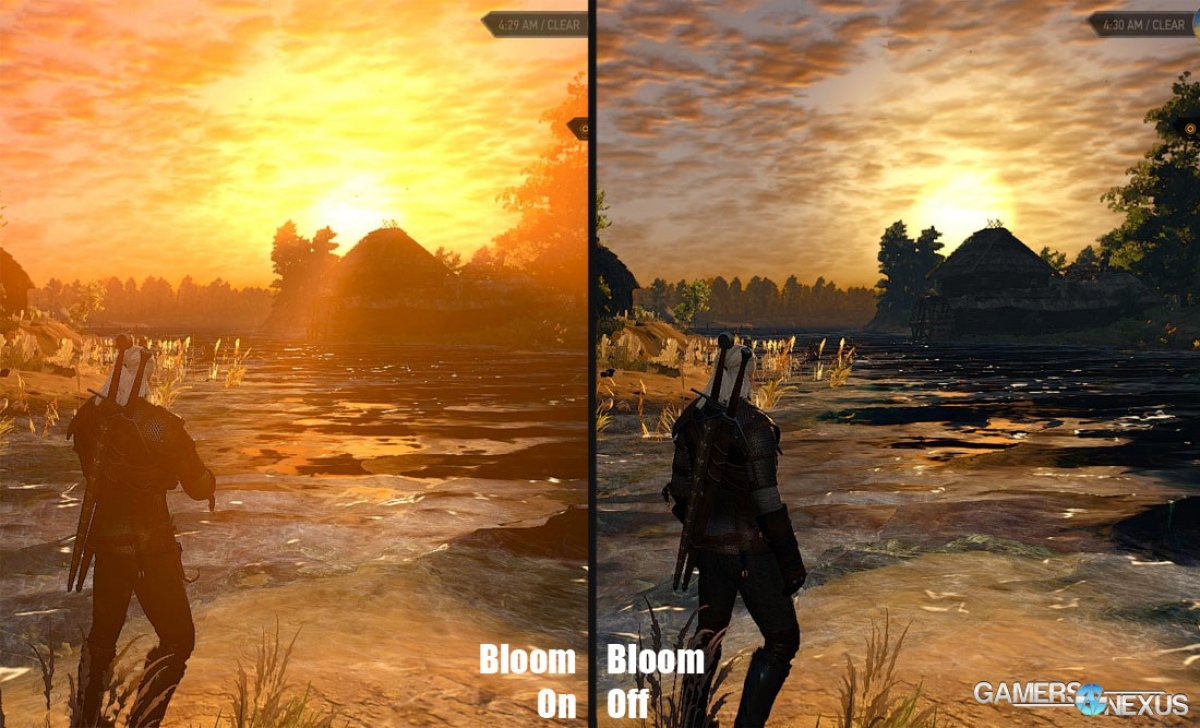 4:29 AM / CLEAR
4:30 AM / CLEAR
Bloom
On
Bloom
Off
GAMERS NEXUS